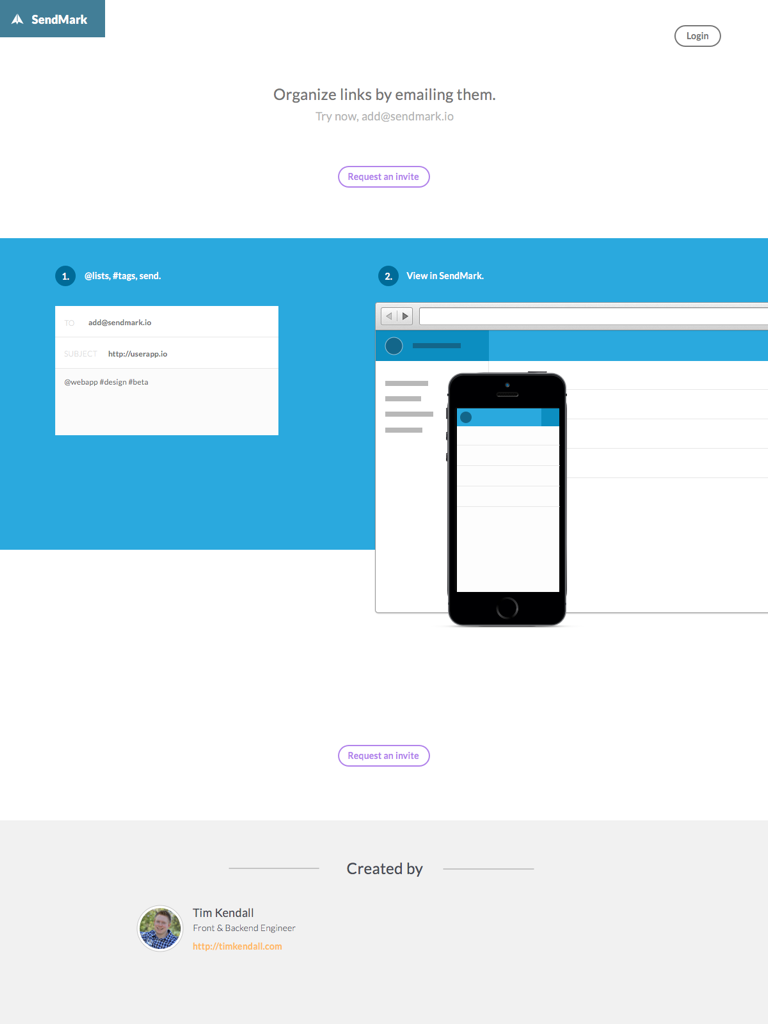 SendMark
Login
Organize links by emailing them.
Try now, add@sendmark.io
Request an invite
1. @lists, #tags, send.
TO add@sendmark.io
SUBJECT http://userapp.io
@webapp #design #beta
2. View in SendMark.
Request an invite
Created by
Tim Kendall
Front & Backend Engineer
http://timkendall.com